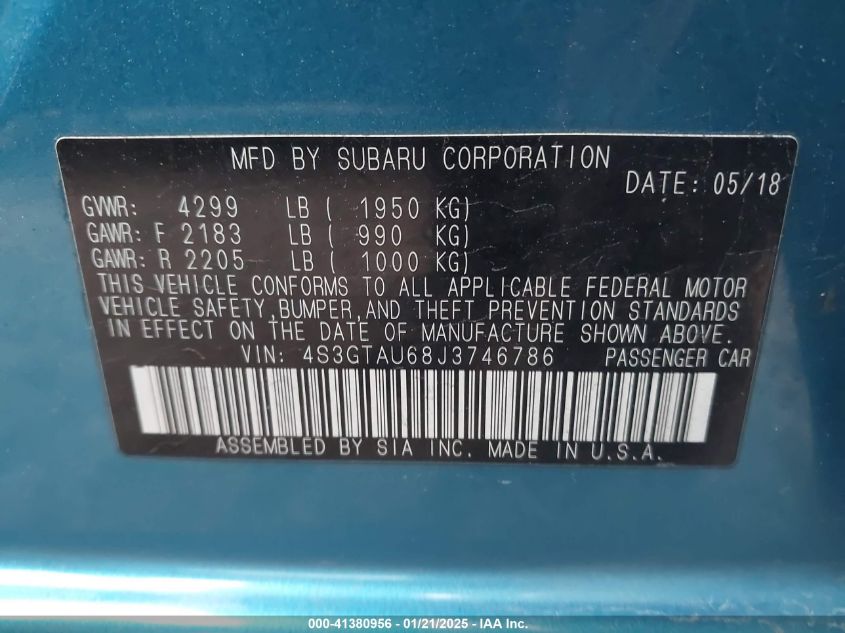 MFD BY SUBARU CORPORATION
DATE: 05/18
GVWR: 4299 LB ( 1950 KG)
GAWR: F 2183 LB ( 990 KG)
GAWR: R 2205 LB ( 1000 KG)
THIS VEHICLE CONFORMS TO ALL APPLICABLE FEDERAL MOTOR
VEHICLE SAFETY,BUMPER,AND THEFT PREVENTION STANDARDS
IN EFFECT ON THE DATE OF MANUFACTURE SHOWN ABOVE.
VIN: 4S3GTAU68J3746786 PASSENGER CAR
ASSEMBLED BY SIA INC. MADE IN U.S.A.
000-41380956 — 01/21/2025 — IAA Inc.